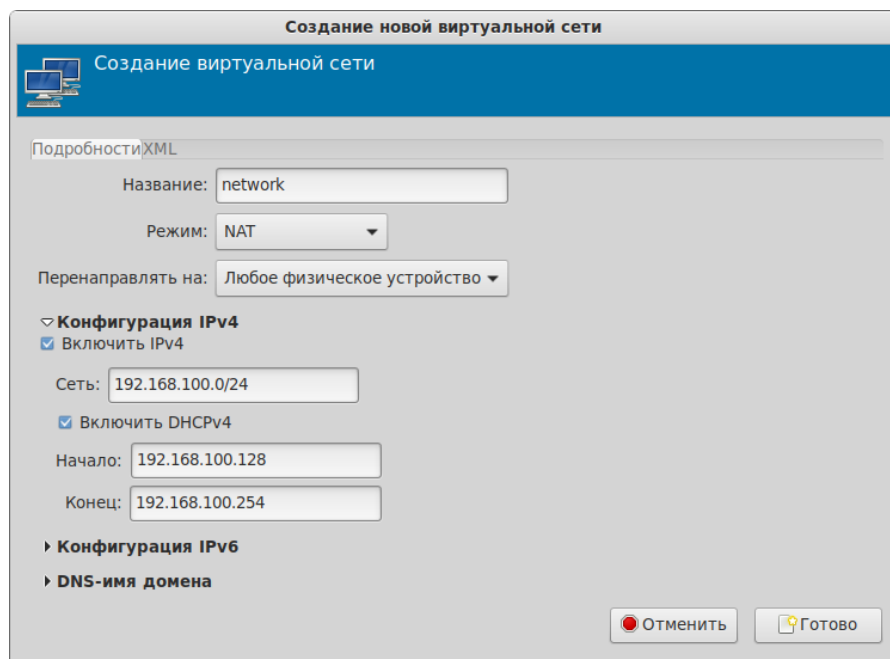 Создание новой виртуальной сети
Создание виртуальной сети
Подробности XML
Название: network
Режим: NAT
Перенаправлять на: Любое физическое устройство
Конфигурация IPv4
Включить IPv4
Сеть: 192.168.100.0/24
Включить DHCPv4
Начало: 192.168.100.128
Конец: 192.168.100.254
Конфигурация IPv6
DNS-имя домена
Отменить Готово